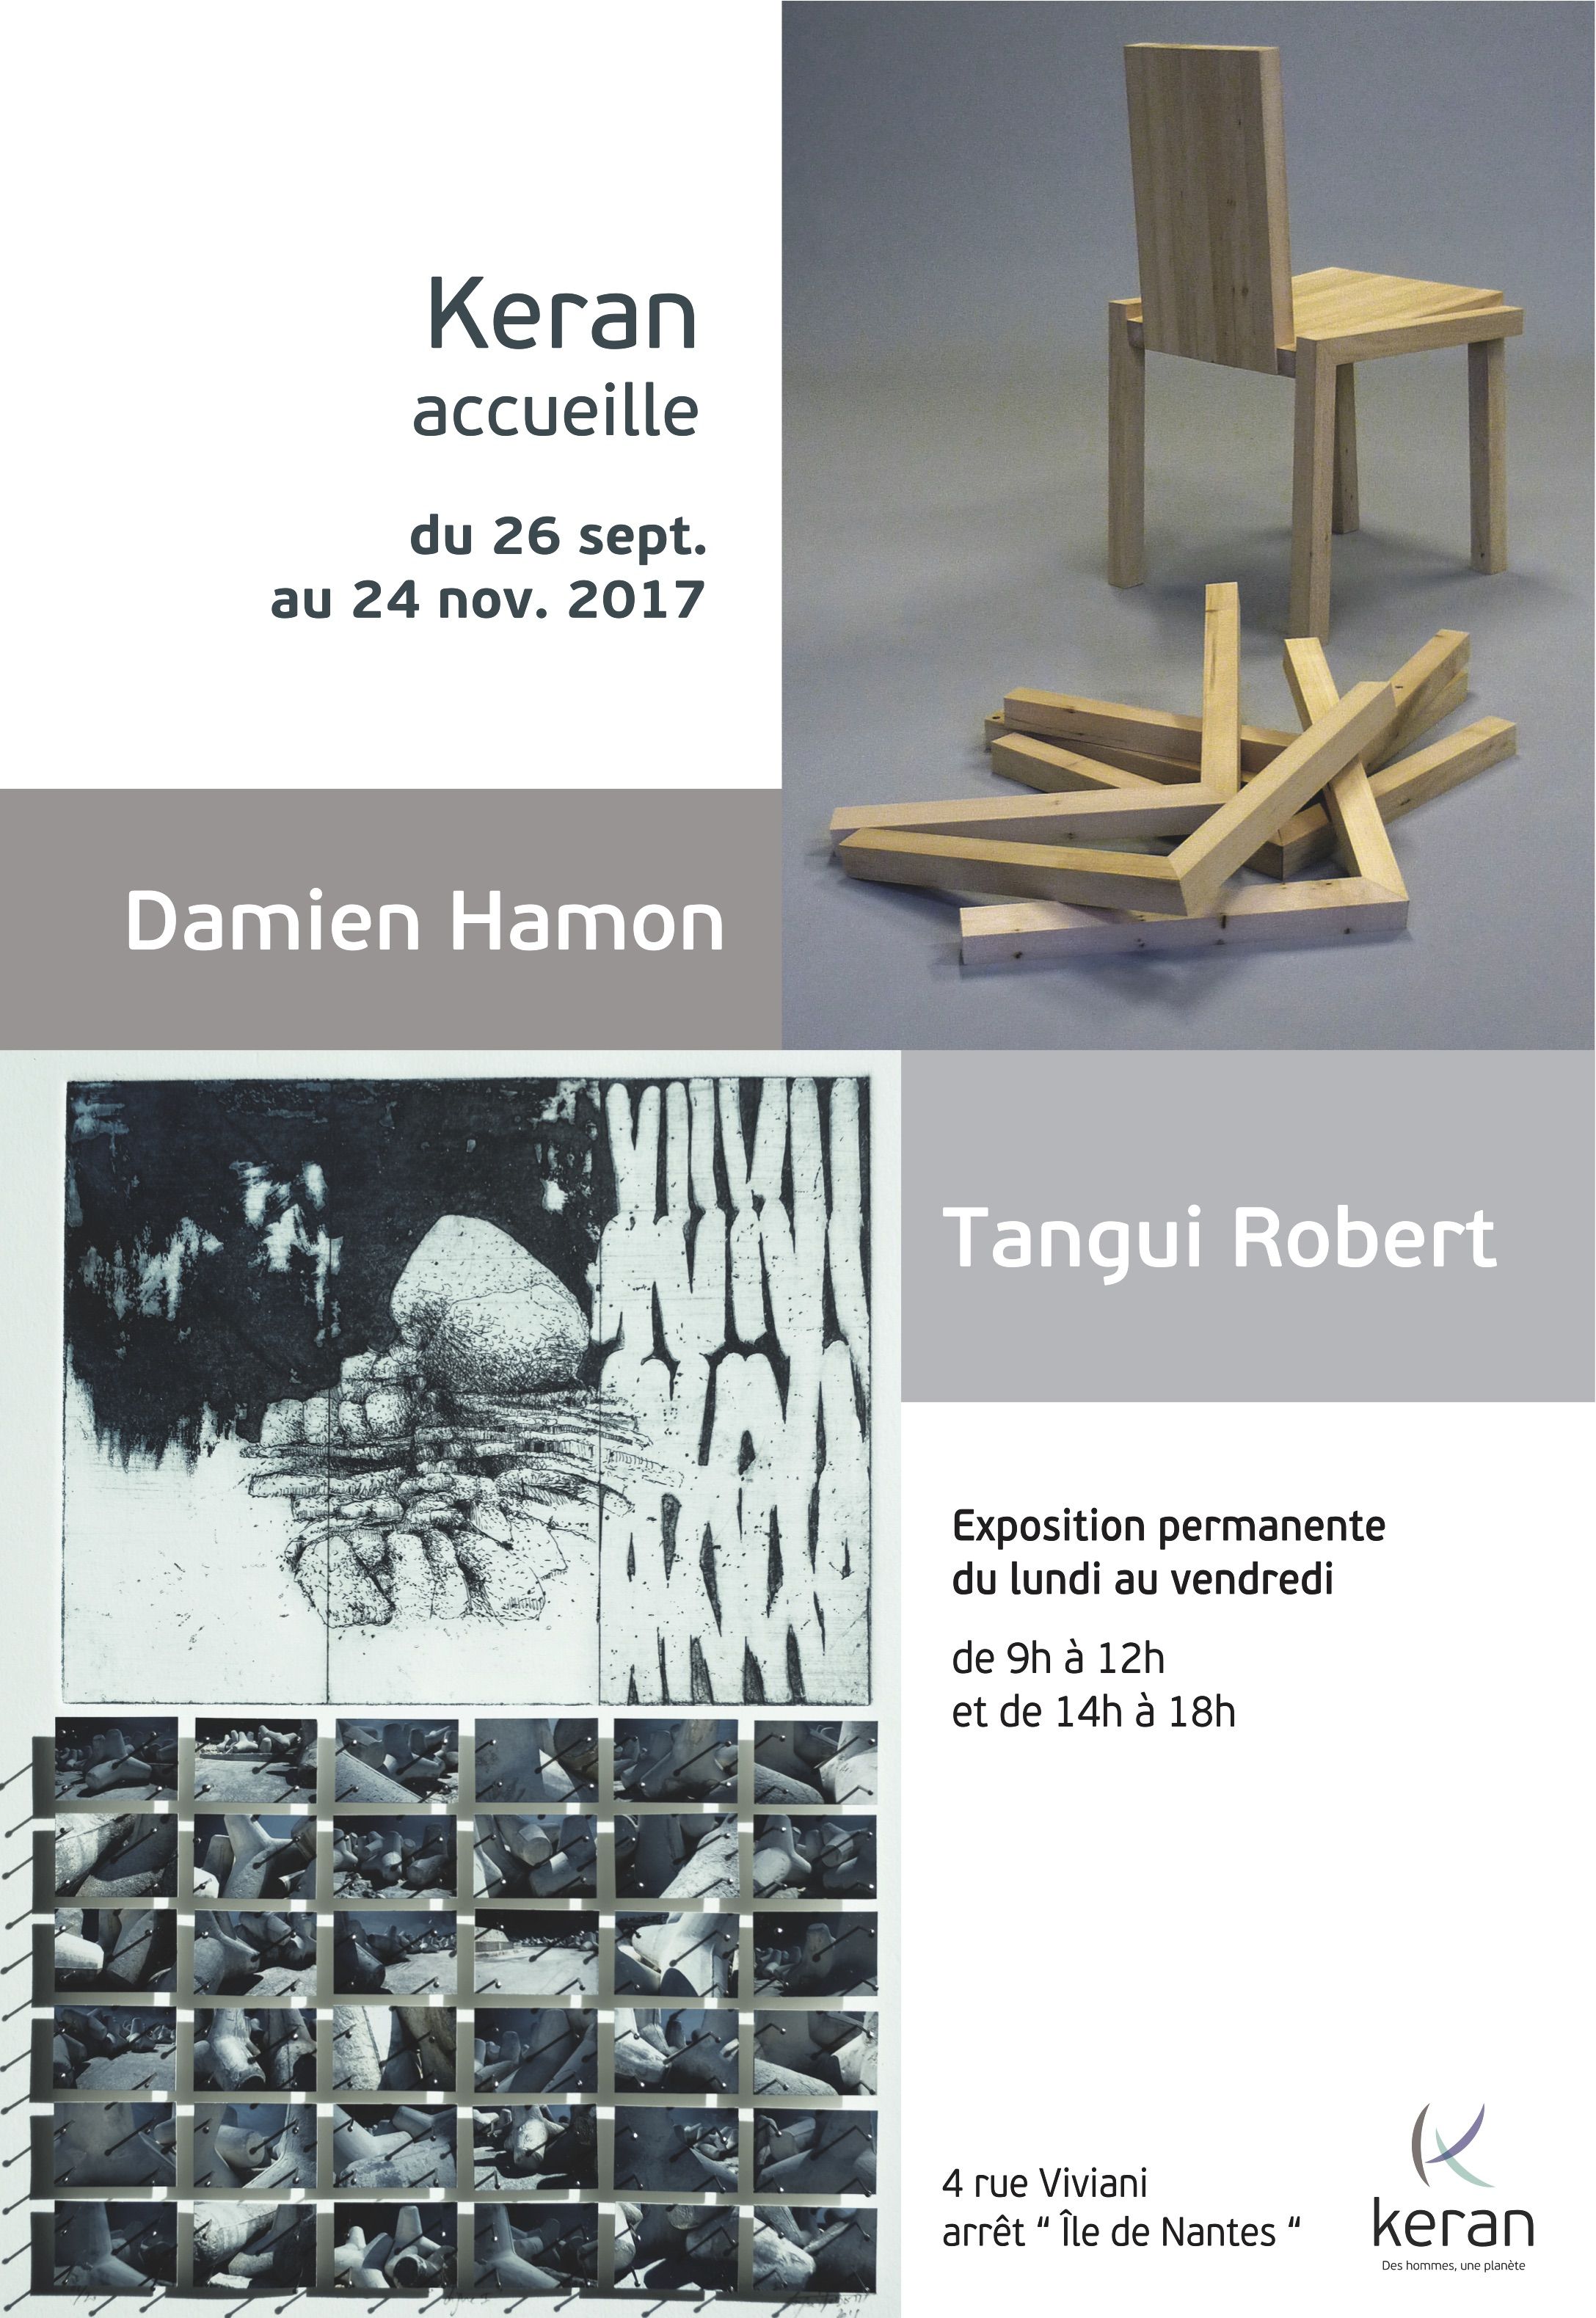 Keran
accueille
du 26 sept.
au 24 nov. 2017
Damien Hamon
Tangui Robert
Exposition permanente
du lundi au vendredi
de 9h à 12h
et de 14h à 18h
4 rue Viviani
arrêt “ Île de Nantes “
keran
Des hommes, une planète